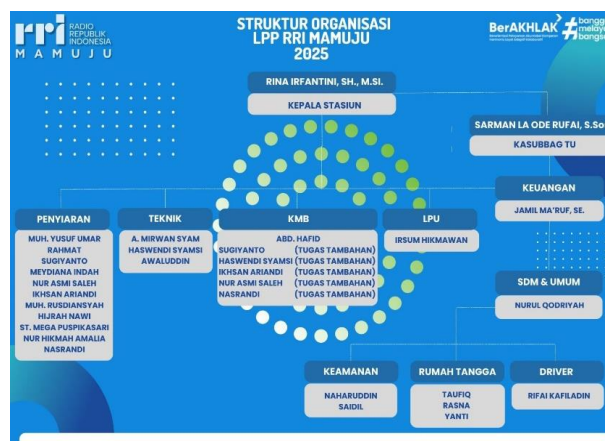 rri RADIO
REPUBLIK
INDONESIA
MAMUJU
STRUKTUR ORGANISASI
LPP RRI MAMUJU
2025
BerAKHLAK
#bangga
melaya
bangsa
RINA IRFANTINI, SH., M.SI.
KEPALA STASIUN
SARMAN LA ODE RUFAI, S.So
KASUBBAG TU
KEUANGAN
JAMIL MA'RUF, SE.
PENYIARAN
MUH. YUSUF UMAR
RAHMAT
SUGIYANTO
MEYDIANA INDAH
NUR ASMI SALEH
IKHSAN ARIANDI
MUH. RUSDIANSYAH
HIJRAH NAWI
ST. MEGA PUSPIKASARI
NUR HIKMAH AMALIA
NASRANDI
TEKNIK
A. MIRWAN SYAM
HASWENDI SYAMSI
AWALUDDIN
KMB
ABD. HAFID
SUGIYANTO (TUGAS TAMBAHAN)
HASWENDI SYAMSI (TUGAS TAMBAHAN)
IKHSAN ARIANDI (TUGAS TAMBAHAN)
NUR ASMI SALEH (TUGAS TAMBAHAN)
NASRANDI (TUGAS TAMBAHAN)
LPU
IRSUM HIKMAWAN
SDM & UMUM
NURUL QODRIYAH
KEAMANAN
NAHARUDDIN
SAIDIL
RUMAH TANGGA
TAUFIQ
RASNA
YANTI
DRIVER
RIFAI KAFILADIN